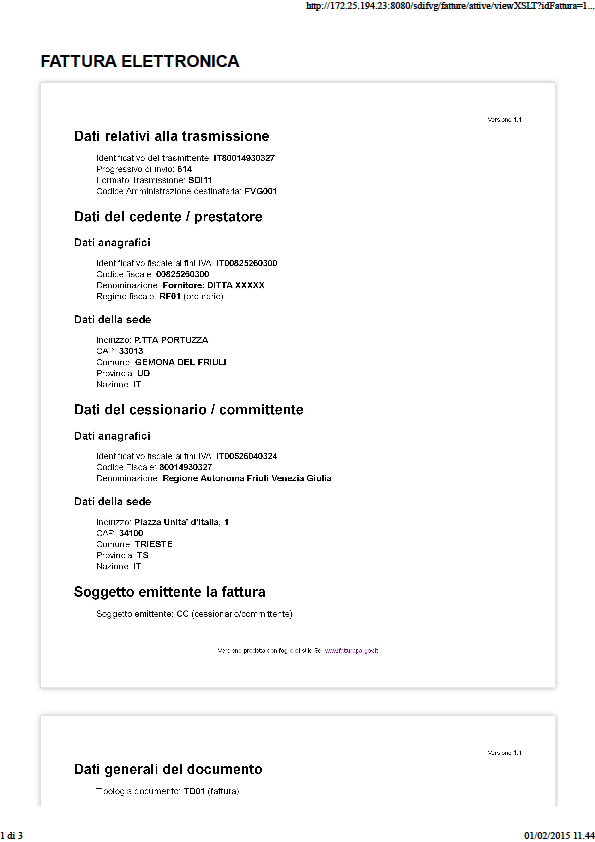 http://172.25.194.23:8080/sdifvg/fatture/attive/viewXSLT?idFattura=1...
FATTURA ELETTRONICA
Versione 1.1
Dati relativi alla trasmissione
Identificativo del trasmittente: IT80014930327
Progressivo di invio: 614
Formato Trasmissione: SDI11
Codice Amministrazione destinataria: FVG001
Dati del cedente / prestatore
Dati anagrafici
Identificativo fiscale ai fini IVA: IT00825260300
Codice fiscale: 00825260300
Denominazione: Fornitore: DITTA XXXXX
Regime fiscale: RF01 (ordinario)
Dati della sede
Indirizzo: P.TTA PORTUZZA
CAP: 33013
Comune: GEMONA DEL FRIULI
Provincia: UD
Nazione: IT
Dati del cessionario / committente
Dati anagrafici
Identificativo fiscale ai fini IVA: IT00526040324
Codice Fiscale: 80014930327
Denominazione: Regione Autonoma Friuli Venezia Giulia
Dati della sede
Indirizzo: Piazza Unita' d'Italia, 1
CAP: 34100
Comune: TRIESTE
Provincia: TS
Nazione: IT
Soggetto emittente la fattura
Soggetto emittente: CC (cessionario/committente)
Versione prodotta con foglio di stile SdI www.fatturapa.gov.it
Versione 1.1
Dati generali del documento
Tipologia documento: TD01 (fattura)
1 di 3
01/02/2015 11.44